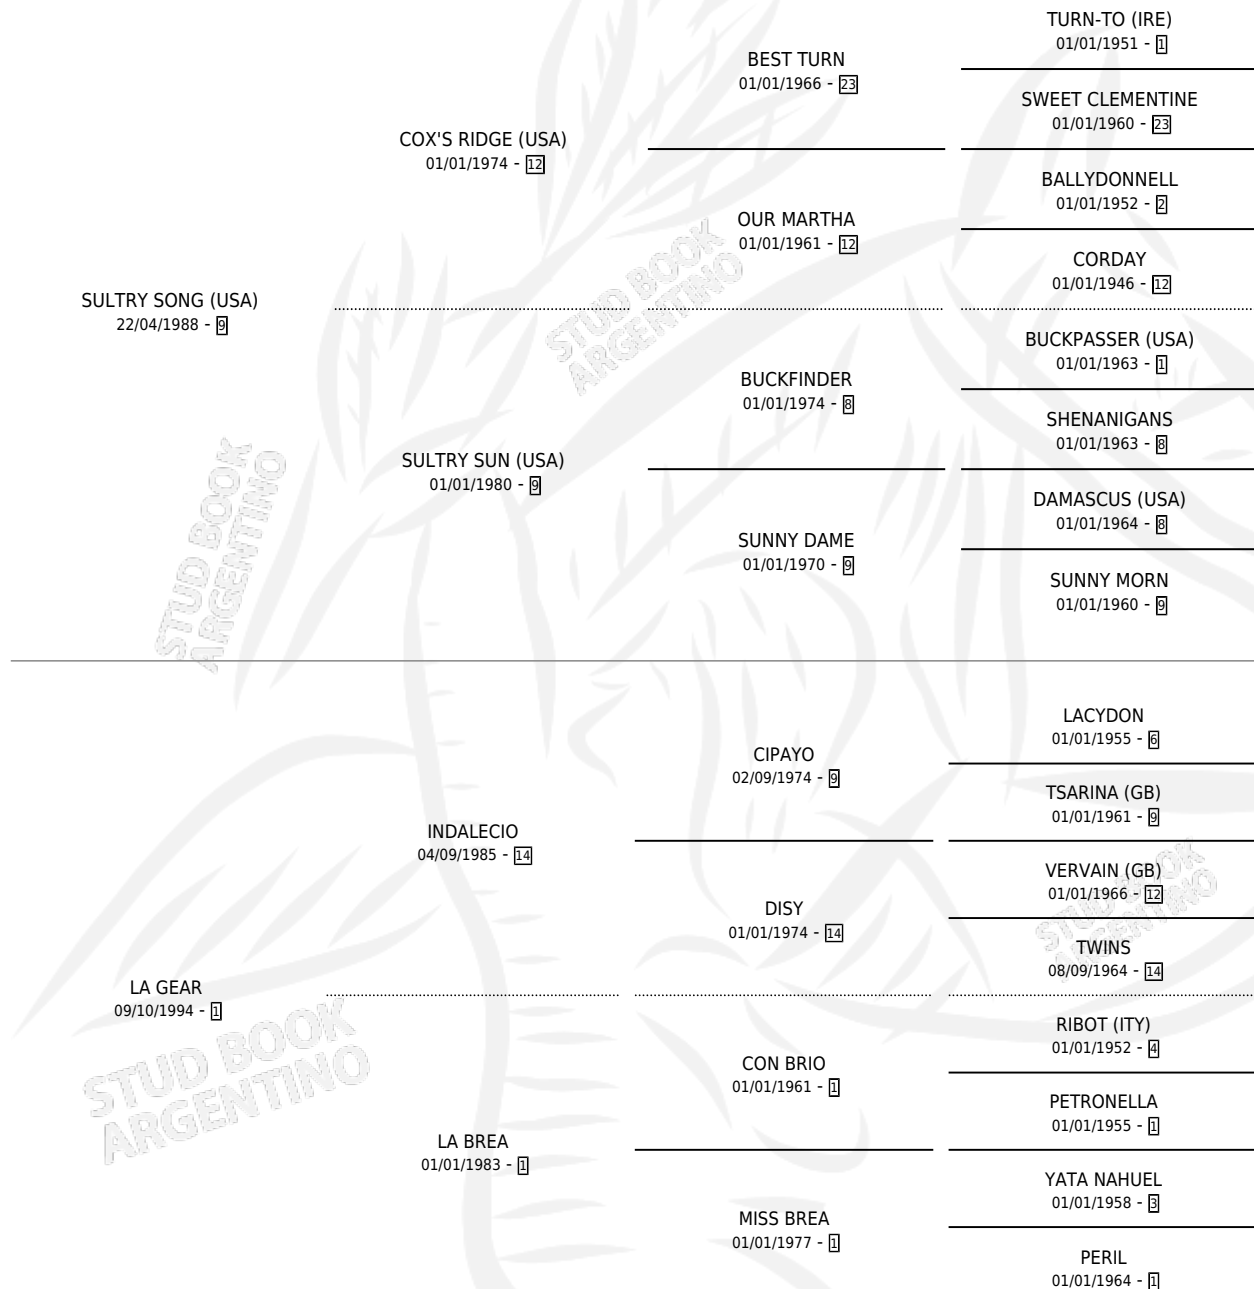 TURN-TO (IRE)
01/01/1951 - 1
BEST TURN
01/01/1966 - 23
SWEET CLEMENTINE
01/01/1960 - 23
COX'S RIDGE (USA)
01/01/1974 - 12
BALLYDONNELL
01/01/1952 - 2
OUR MARTHA
01/01/1961 - 12
CORDAY
01/01/1946 - 12
SULTRY SONG (USA)
22/04/1988 - 9
BUCKPASSER (USA)
01/01/1963 - 1
BUCKFINDER
01/01/1974 - 8
SHENANIGANS
01/01/1963 - 8
SULTRY SUN (USA)
01/01/1980 - 9
DAMASCUS (USA)
01/01/1964 - 8
SUNNY DAME
01/01/1970 - 9
SUNNY MORN
01/01/1960 - 9
LACYDON
01/01/1955 - 6
CIPAYO
02/09/1974 - 9
TSARINA (GB)
01/01/1961 - 9
INDALECIO
04/09/1985 - 14
VERVAIN (GB)
01/01/1966 - 12
DISY
01/01/1974 - 14
TWINS
08/09/1964 - 14
LA GEAR
09/10/1994 - 1
RIBOT (ITY)
01/01/1952 - 4
CON BRIO
01/01/1961 - 1
PETRONELLA
01/01/1955 - 1
LA BREA
01/01/1983 - 1
YATA NAHUEL
01/01/1958 - 3
MISS BREA
01/01/1977 - 1
PERIL
01/01/1964 - 1
STUD BOOK
ARGENTINO
STUD BOOK
ARGENTINO
STUD BOOK
ARGENTINO
STUD BOOK
ARGENTINO